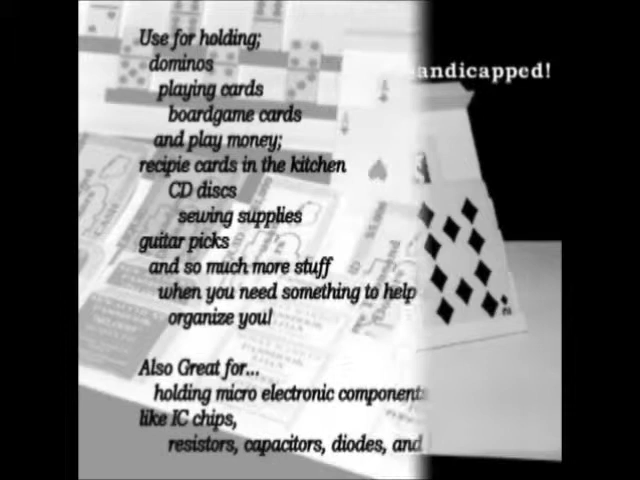 Use for holding;
dominos
playing cards
boardgame cards
and play money;
recipie cards in the kitchen
CD discs
sewing supplies
guitar picks
and so much more stuff
when you need something to help
organize you!
Also Great for...
holding micro electronic components
like IC chips,
resistors, capacitors, diodes, and
andicapped!